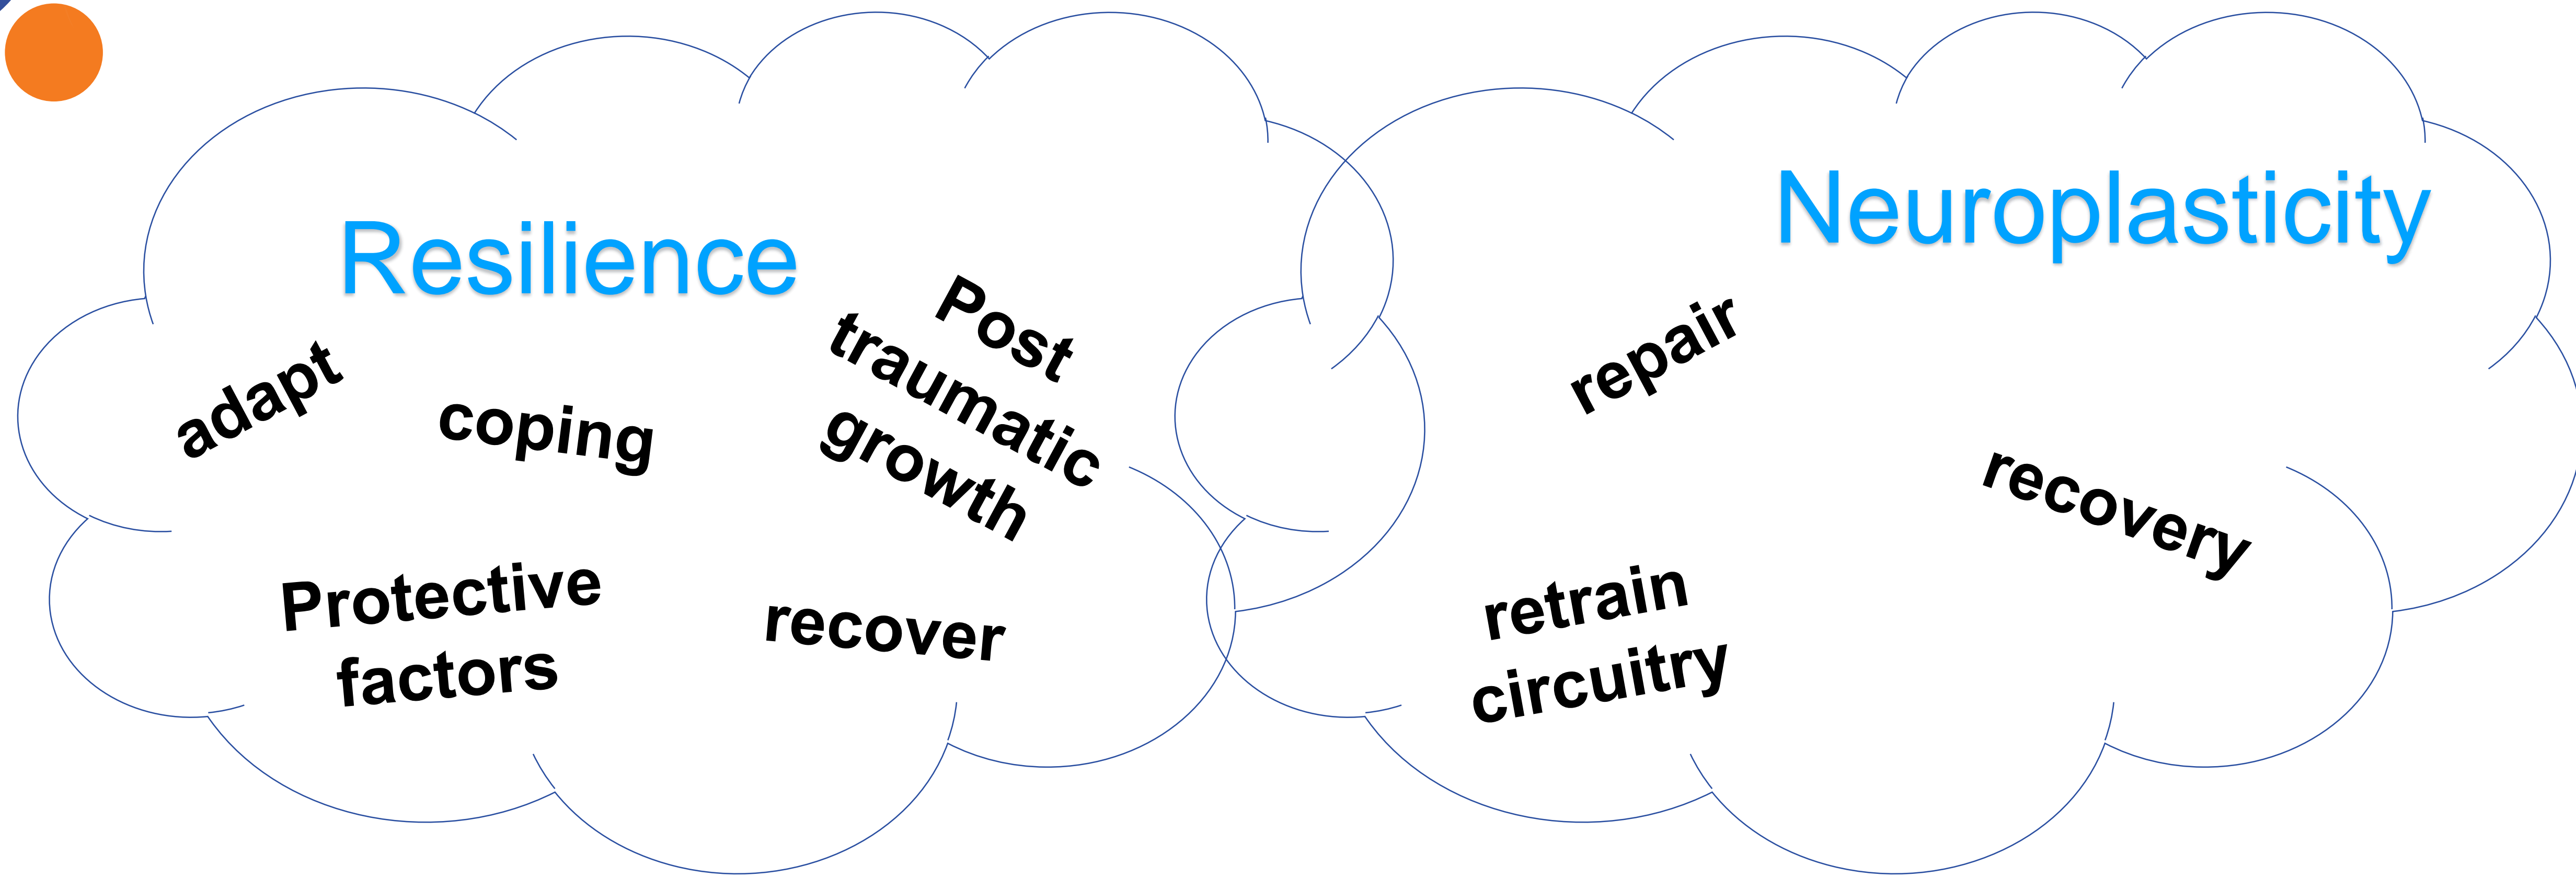 Resilience
adapt
coping
Post
traumatic
growth
Protective
factors
recover
Neuroplasticity
repair
recovery
retrain
circuitry